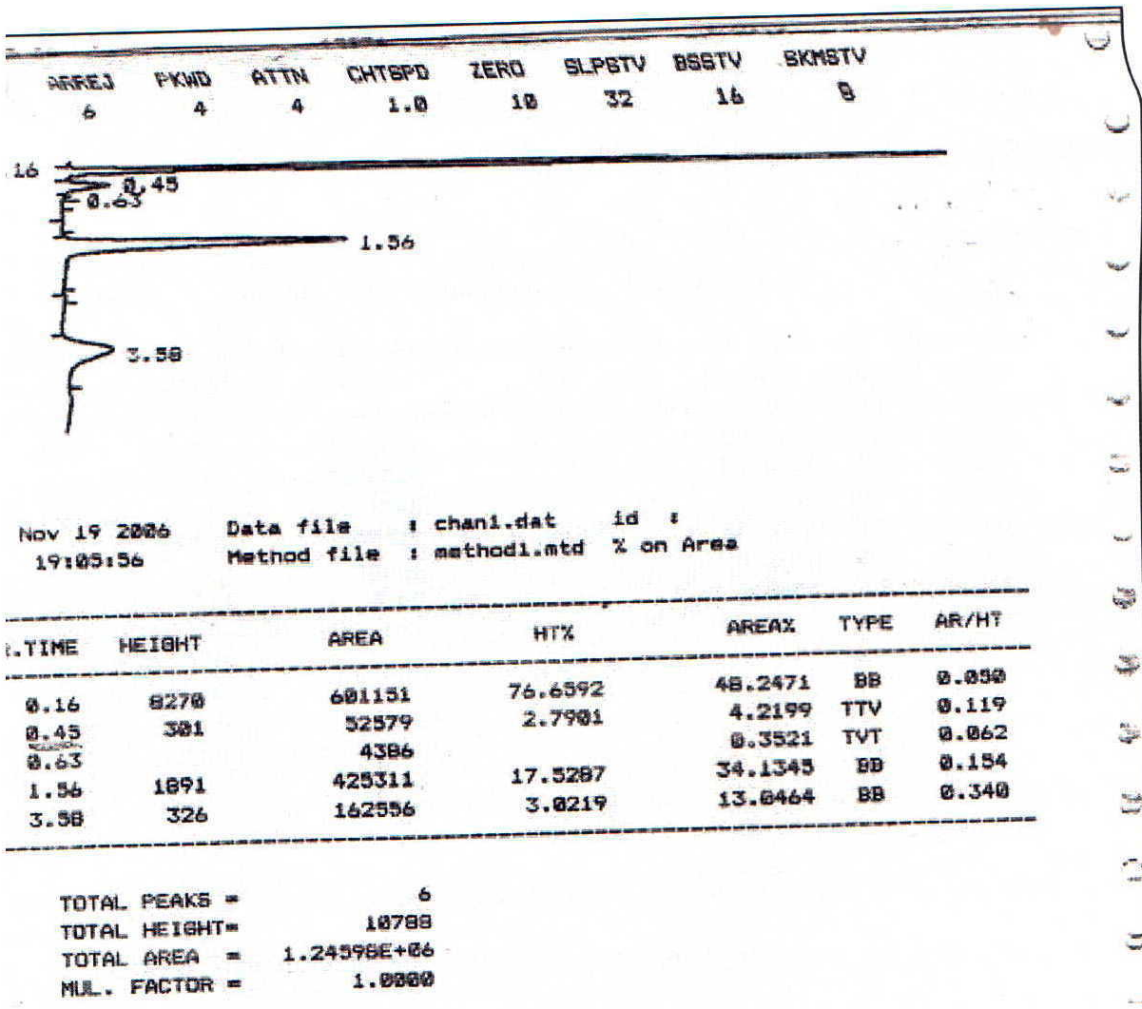 ARREJ PKWD ATTN CHTSPD ZERO SLPSTV BSSTV SKMSTV
6 4 4 1.0 10 32 16 8
.16
0.45
0.63
1.56
3.58
Nov 19 2006 Data file : chan1.dat id :
19:05:56 Method file : method1.mtd % on Area
R.TIME HEIGHT AREA HT% AREA% TYPE AR/HT
0.16 8270 601151 76.6592 48.2471 BB 0.050
0.45 301 52579 2.7901 4.2199 TTV 0.119
0.63 4386 0.3521 TVT 0.062
1.56 1891 425311 17.5287 34.1345 BB 0.154
3.58 326 162556 3.0219 13.0464 BB 0.340
TOTAL PEAKS = 6
TOTAL HEIGHT= 10788
TOTAL AREA = 1.24598E+06
MUL. FACTOR = 1.0000